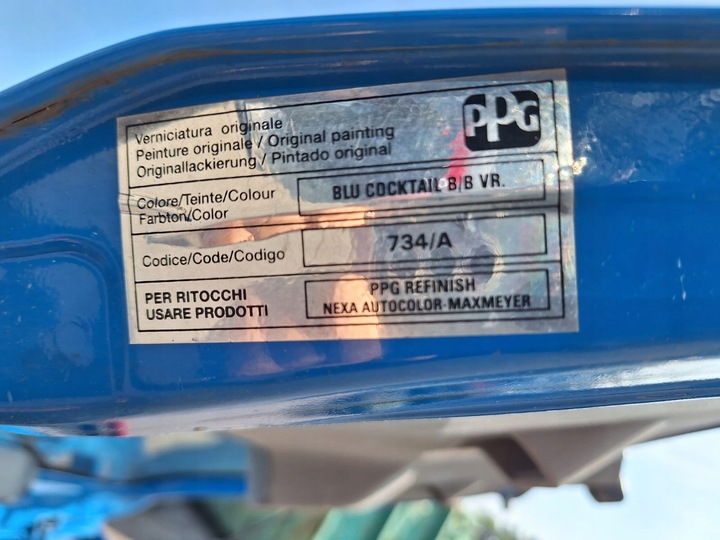 Verniciatura originale
Peinture originale / Original painting
Originallackierung / Pintado original
PPG
Colore/Teinte/Colour
Farbton/Color
BLU COCKTAIL B/B VR.
Codice/Code/Codigo
734/A
PER RITOCCHI
USARE PRODOTTI
PPG REFINISH
NEXA AUTOCOLOR-MAXMEYER